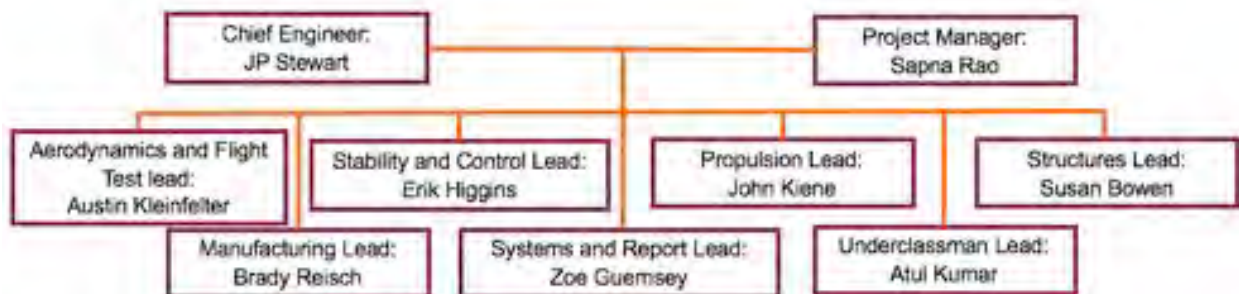 Chief Engineer:
JP Stewart
Project Manager:
Sapna Rao
Aerodynamics and Flight
Test lead:
Austin Kleinfelter
Stability and Control Lead:
Erik Higgins
Propulsion Lead:
John Kiene
Structures Lead:
Susan Bowen
Manufacturing Lead:
Brady Reisch
Systems and Report Lead:
Zoe Guernsey
Underclassman Lead:
Atul Kumar